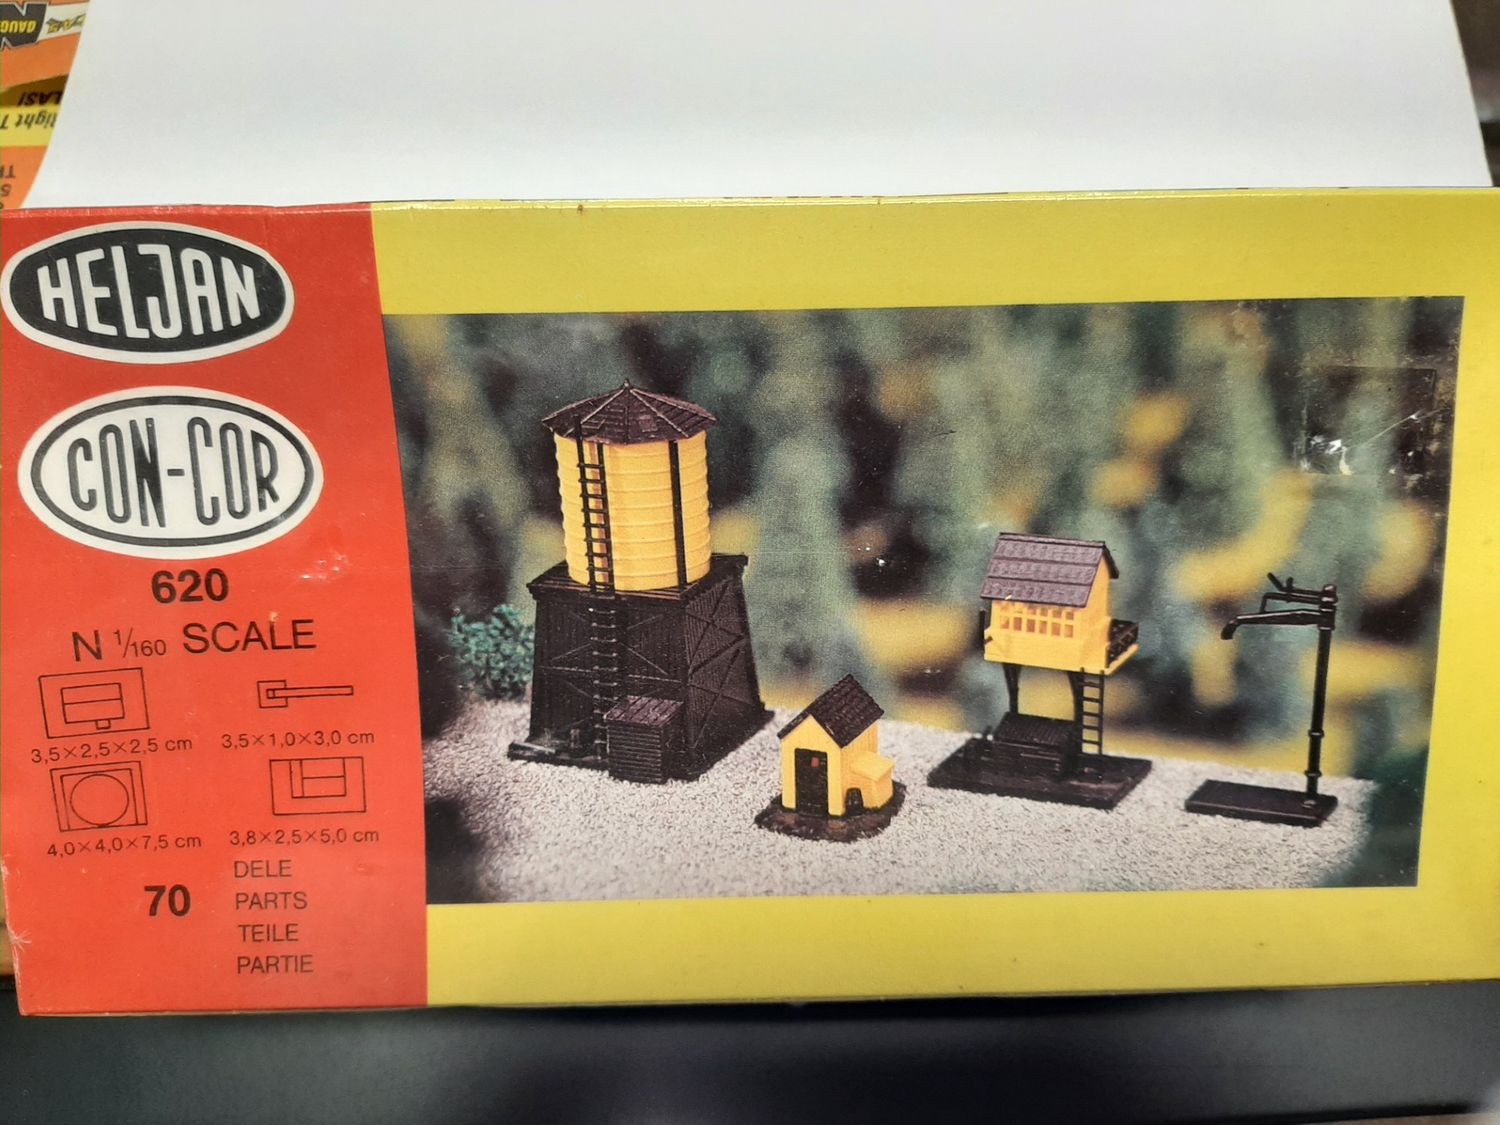 HELJAN
CON-COR
620
N 1/160 SCALE
3,5×2,5×2,5 cm
3,5×1,0×3,0 cm
4,0×4,0×7,5 cm
3,8×2,5×5,0 cm
70
DELE
PARTS
TEILE
PARTIE